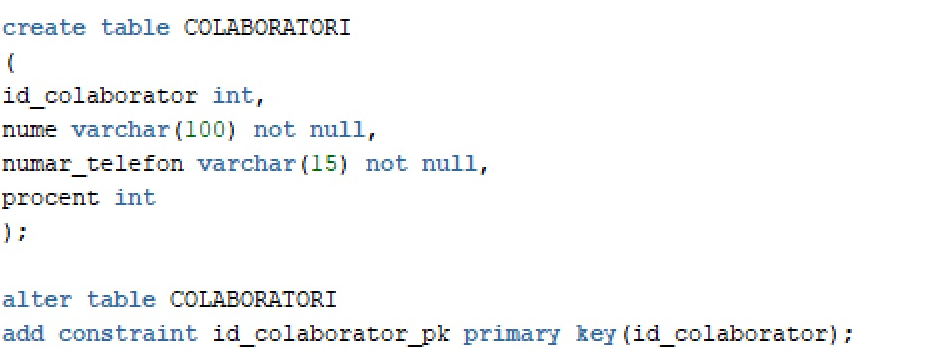 create table COLABORATORI
(
id_colaborator int,
nume varchar(100) not null,
numar_telefon varchar(15) not null,
procent int
);
alter table COLABORATORI
add constraint id_colaborator_pk primary key(id_colaborator);